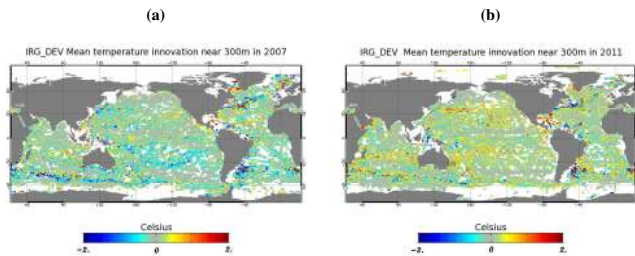 (a)
(b)
IRG_DEV Mean temperature innovation near 300m in 2007
IRG_DEV Mean temperature innovation near 300m in 2011
Celsius
-2. 0 2.
Celsius
-2. 0 2.